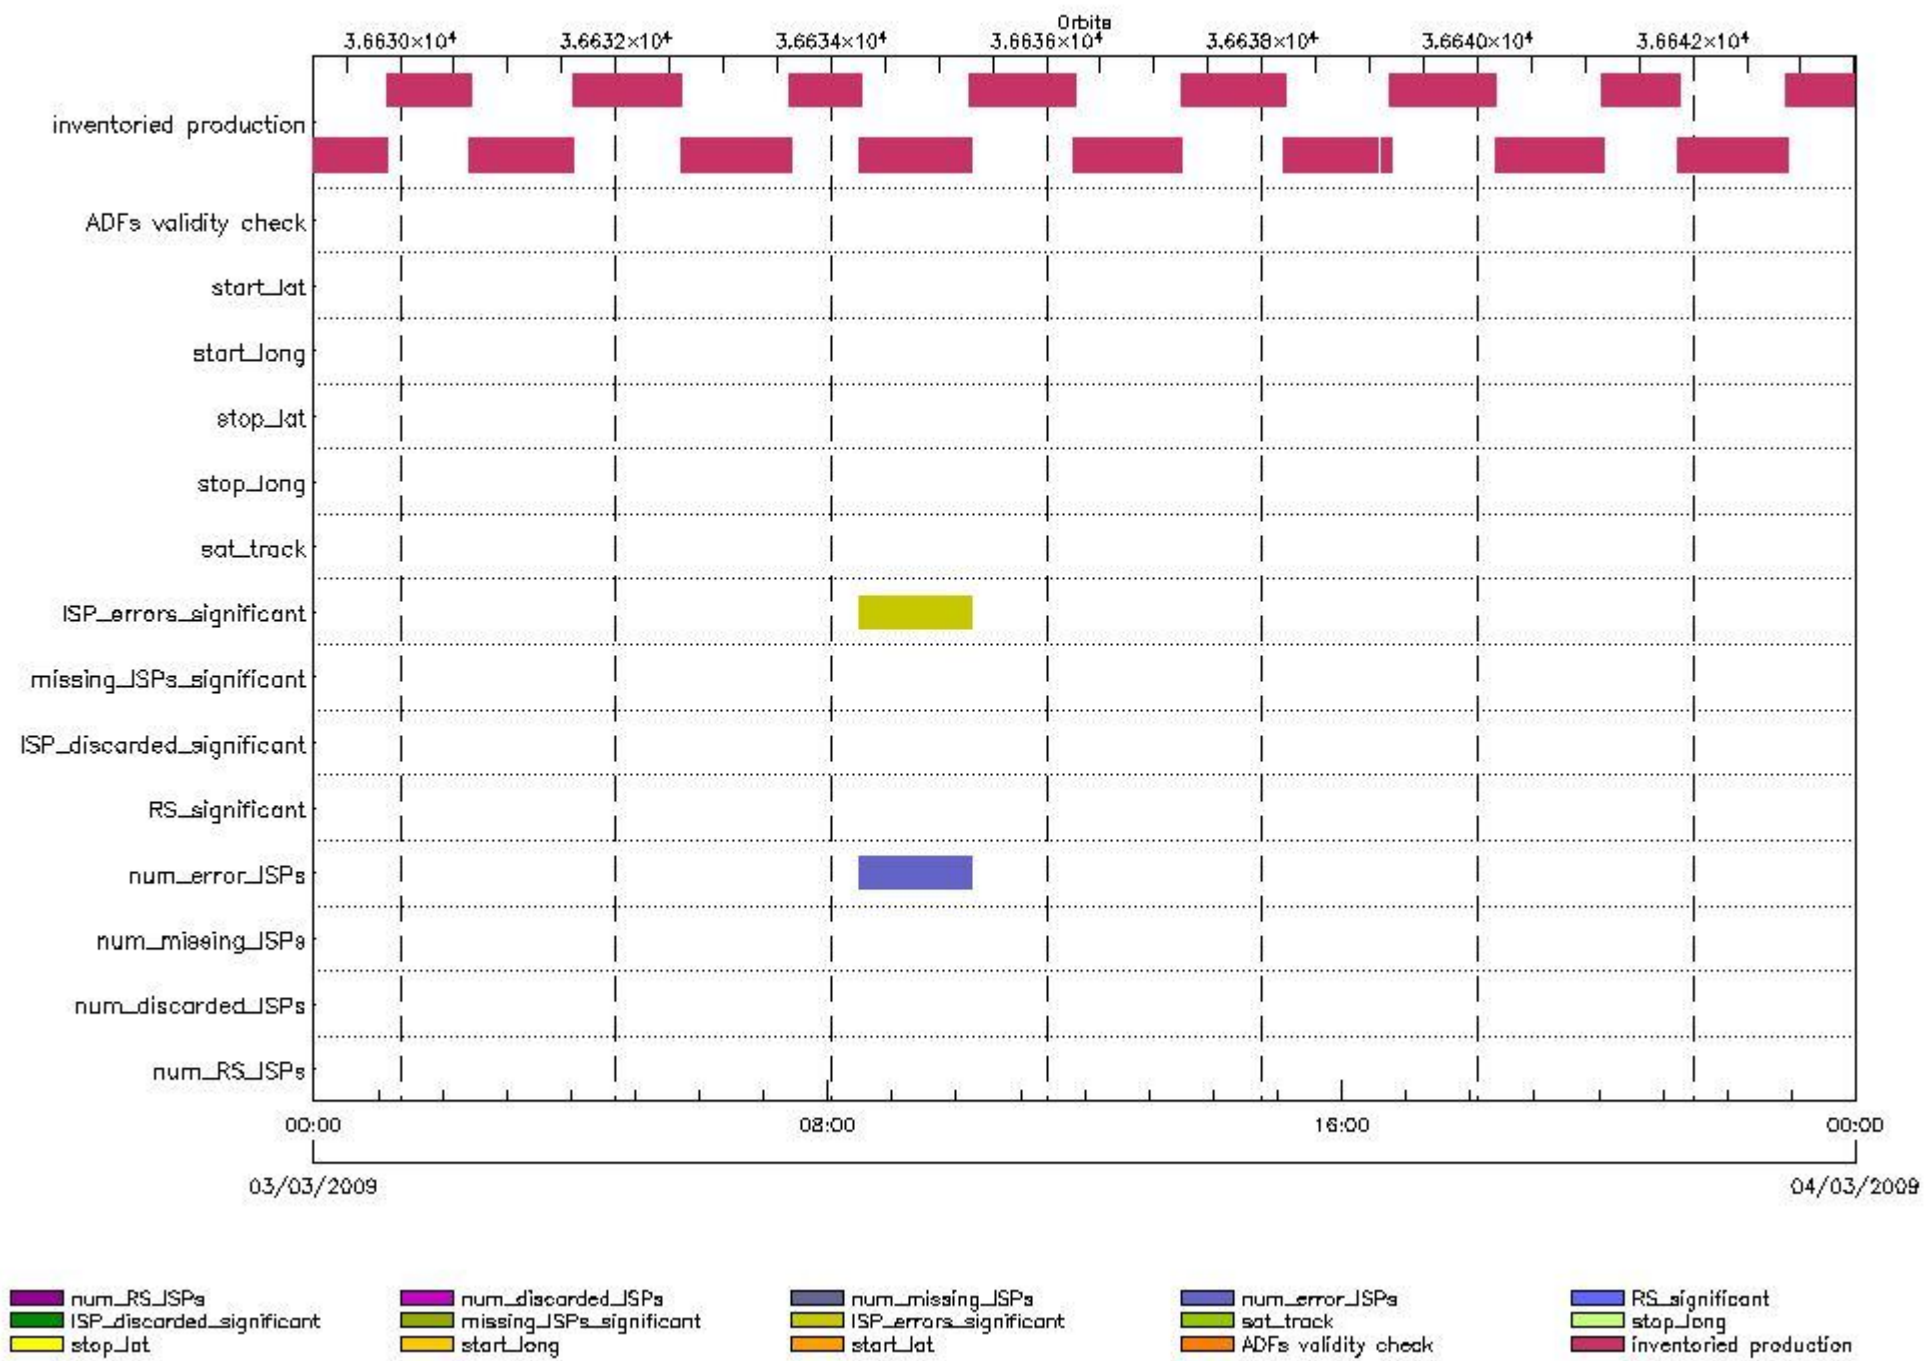 Orbits
3.6630×10⁴ 3.6632×10⁴ 3.6634×10⁴ 3.6636×10⁴ 3.6638×10⁴ 3.6640×10⁴ 3.6642×10⁴
inventoried production
ADFs validity check
start_lat
start_long
stop_lat
stop_long
sat_track
ISP_errors_significant
missing_ISPs_significant
ISP_discarded_significant
RS_significant
num_error_ISPs
num_missing_ISPs
num_discarded_ISPs
num_RS_ISPs
00:00 08:00 16:00 00:00
03/03/2009 04/03/2009
num_RS_ISPs num_discarded_ISPs num_missing_ISPs num_error_ISPs RS_significant
ISP_discarded_significant missing_ISPs_significant ISP_errors_significant sat_track stop_long
stop_lat start_long start_lat ADFs validity check inventoried production